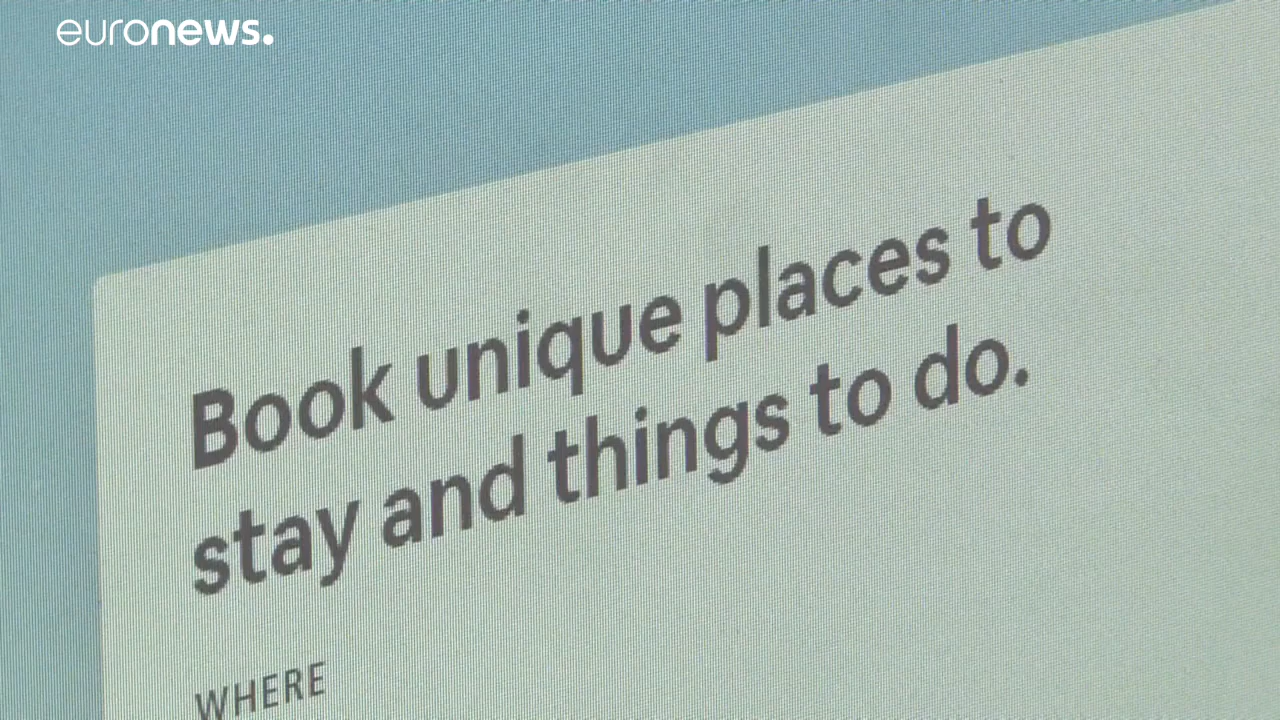 euronews.
Book unique places to
stay and things to do.
WHERE